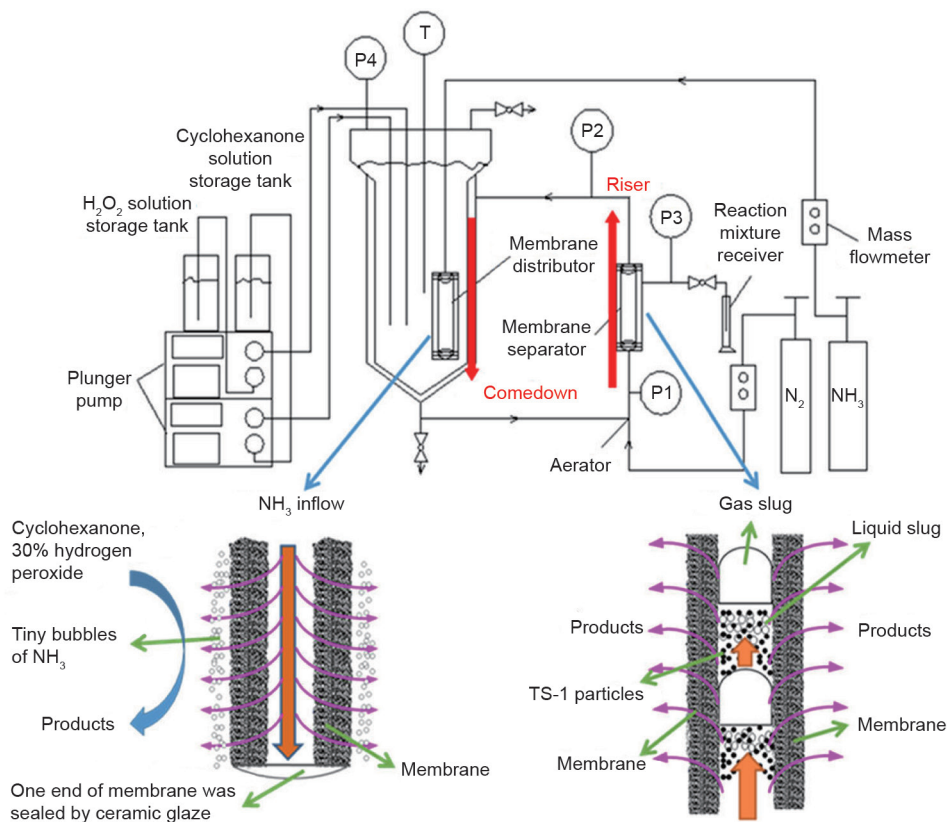 T
P4
P2
Cyclohexanone
solution
storage tank
Riser
P3
Reaction
mixture
receiver
H₂O₂ solution
storage tank
Mass
flowmeter
Membrane
distributor
Membrane
separator
Plunger
pump
Comedown
P1
N₂
NH₃
Aerator
NH₃ inflow
Gas slug
Cyclohexanone,
30% hydrogen
peroxide
Liquid slug
Tiny bubbles
of NH₃
Products
Products
TS-1 particles
Products
Membrane
Membrane
Membrane
One end of membrane was
sealed by ceramic glaze